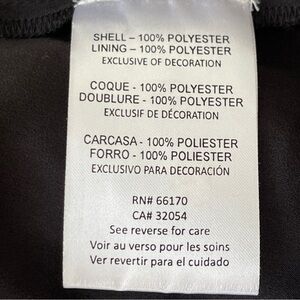 SHELL – 100% POLYESTER
LINING – 100% POLYESTER
EXCLUSIVE OF DECORATION
COQUE - 100% POLYESTER
DOUBLURE - 100% POLYESTER
EXCLUSIF DE DÉCORATION
CARCASA - 100% POLIESTER
FORRO - 100% POLIESTER
EXCLUSIVO PARA DECORACIÓN
RN# 66170
CA# 32054
See reverse for care
Voir au verso pour les soins
Ver revertir para el cuidado